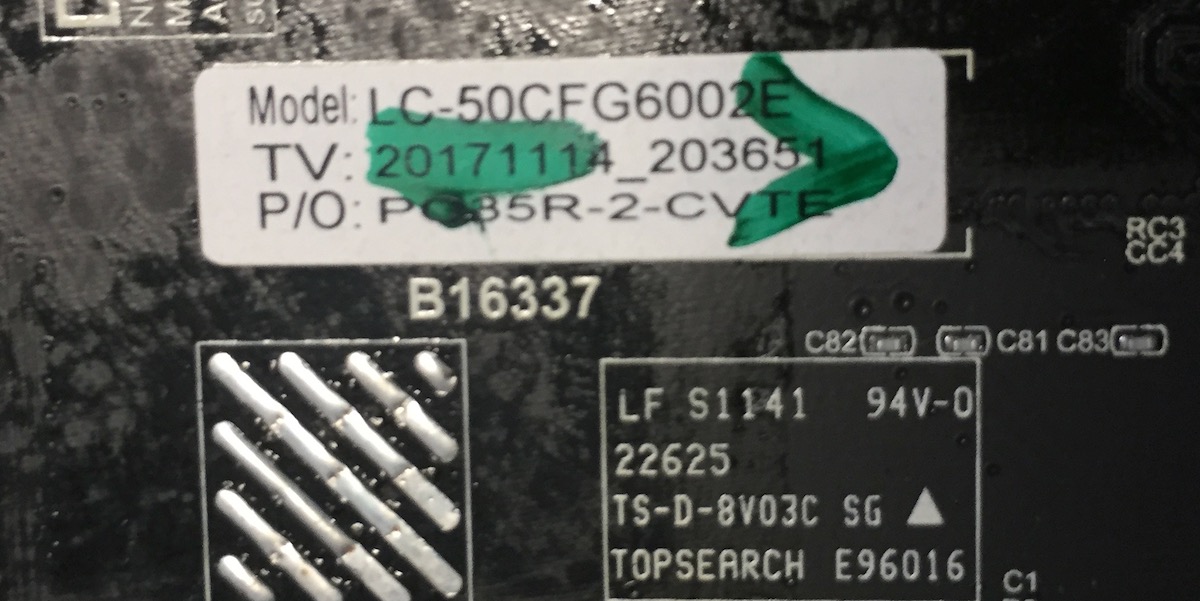 Model: LC-50CFG6002E
TV: 20171114_203651
P/O: PC85R-2-CVTE
B16337
RC3
CC4
C82 C81 C83
LF S1141 94V-0
22625
TS-D-8V03C SG
TOPSEARCH E96016
C1